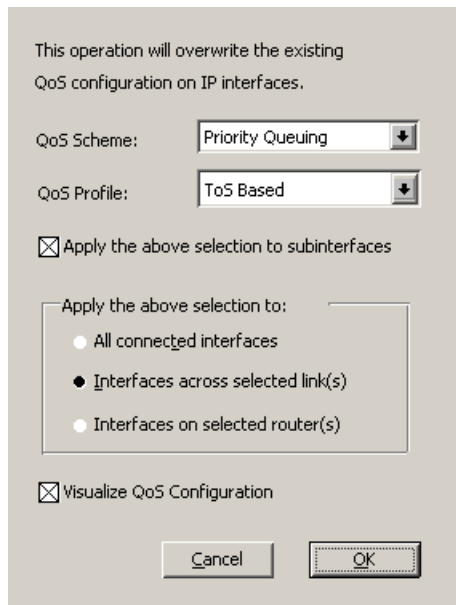 This operation will overwrite the existing
QoS configuration on IP interfaces.
QoS Scheme: Priority Queuing
QoS Profile: ToS Based
Apply the above selection to subinterfaces
Apply the above selection to:
All connected interfaces
Interfaces across selected link(s)
Interfaces on selected router(s)
Visualize QoS Configuration
Cancel OK